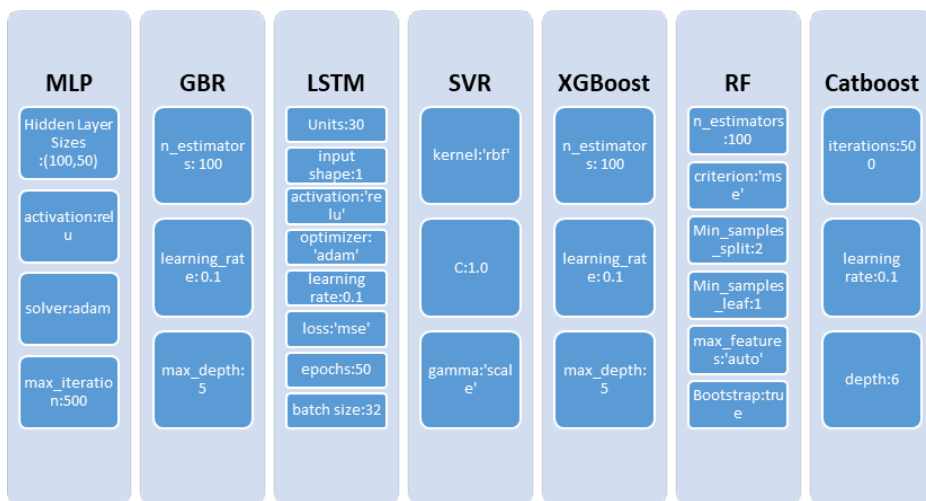 MLP
Hidden Layer
Sizes
:(100,50)
activation:rel
u
solver:adam
max_iteratio
n:500
GBR
n_estimator
s: 100
learning_rat
e: 0.1
max_depth:
5
LSTM
Units:30
input
shape:1
activation:'re
lu'
optimizer:
'adam'
learning
rate:0.1
loss:'mse'
epochs:50
batch size:32
SVR
kernel:'rbf'
C:1.0
gamma:'scal
e'
XGBoost
n_estimator
s: 100
learning_rat
e: 0.1
max_depth:
5
RF
n_estimators
:100
criterion:'ms
e'
Min_samples
_split:2
Min_samples
_leaf:1
max_feature
s:'auto'
Bootstrap:tr
ue
Catboost
iterations:50
0
learning
rate:0.1
depth:6